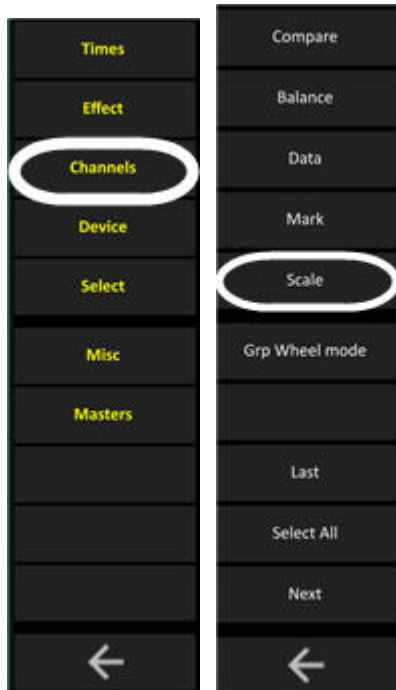 Times
Effect
Channels
Device
Select
Misc
Masters
Compare
Balance
Data
Mark
Scale
Grp Wheel mode
Last
Select All
Next